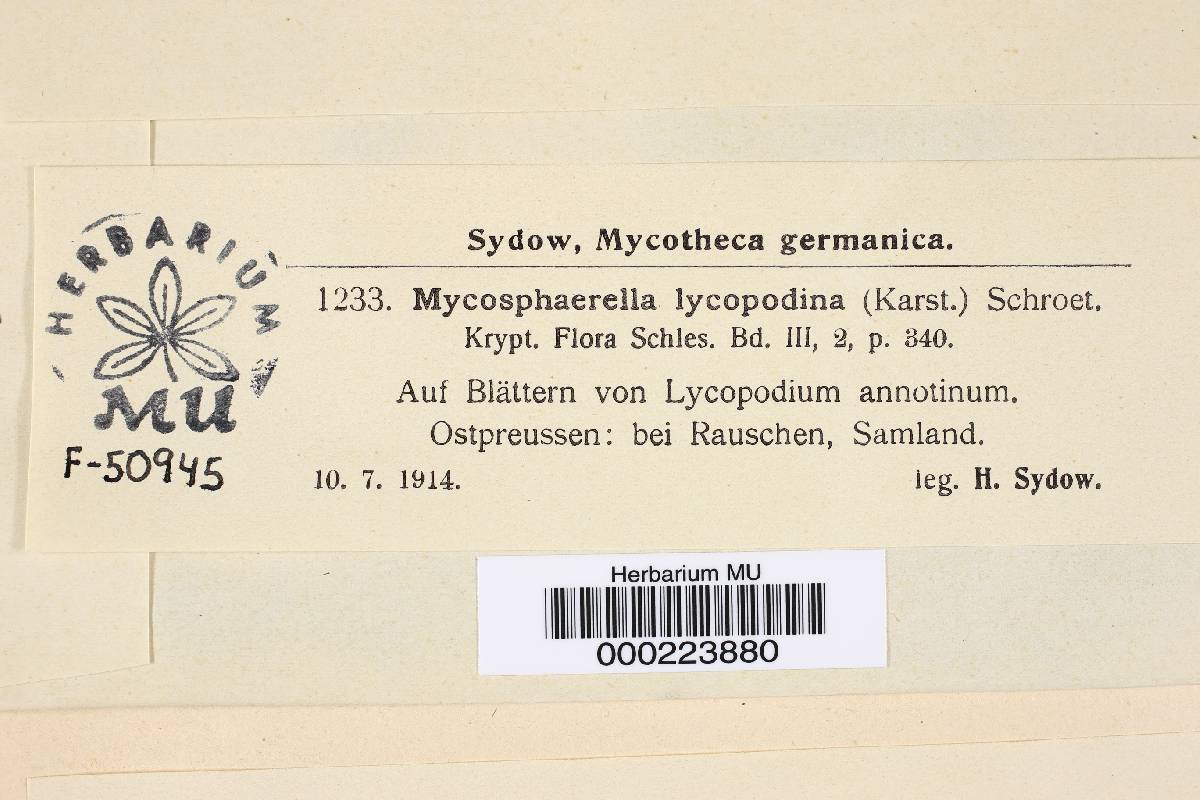 HERBARIUM
MU
F-50945
Sydow, Mycotheca germanica.
1233. Mycosphaerella lycopodina (Karst.) Schroet.
Krypt. Flora Schles. Bd. III, 2, p. 340.
Auf Blättern von Lycopodium annotinum.
Ostpreussen: bei Rauschen, Samland.
10. 7. 1914. leg. H. Sydow.
Herbarium MU
000223880